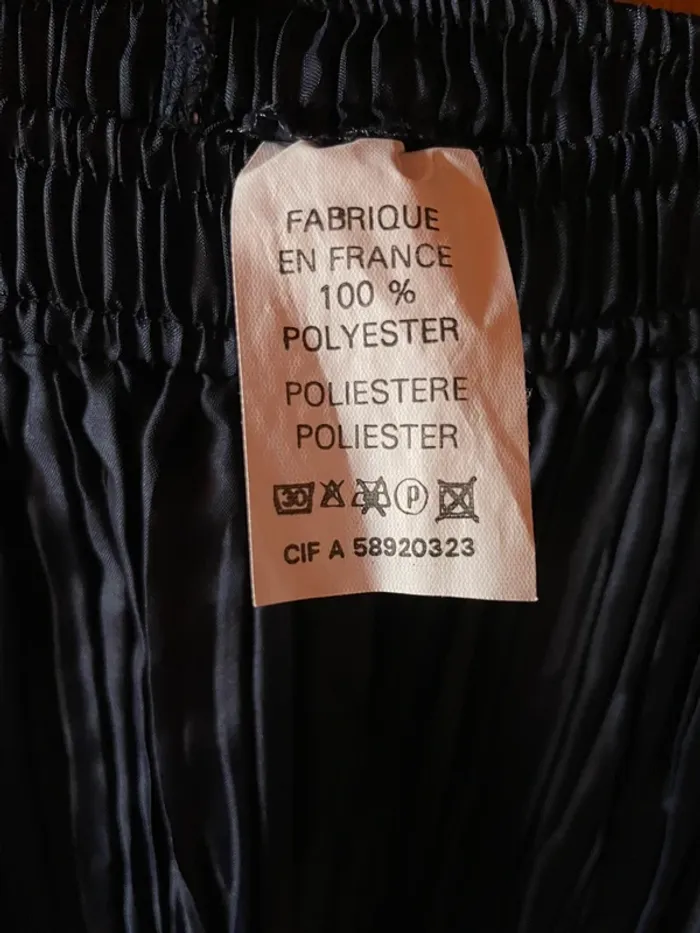 FABRIQUE
EN FRANCE
100 %
POLYESTER
POLIESTERE
POLIESTER
30 P
CIF A 58920323